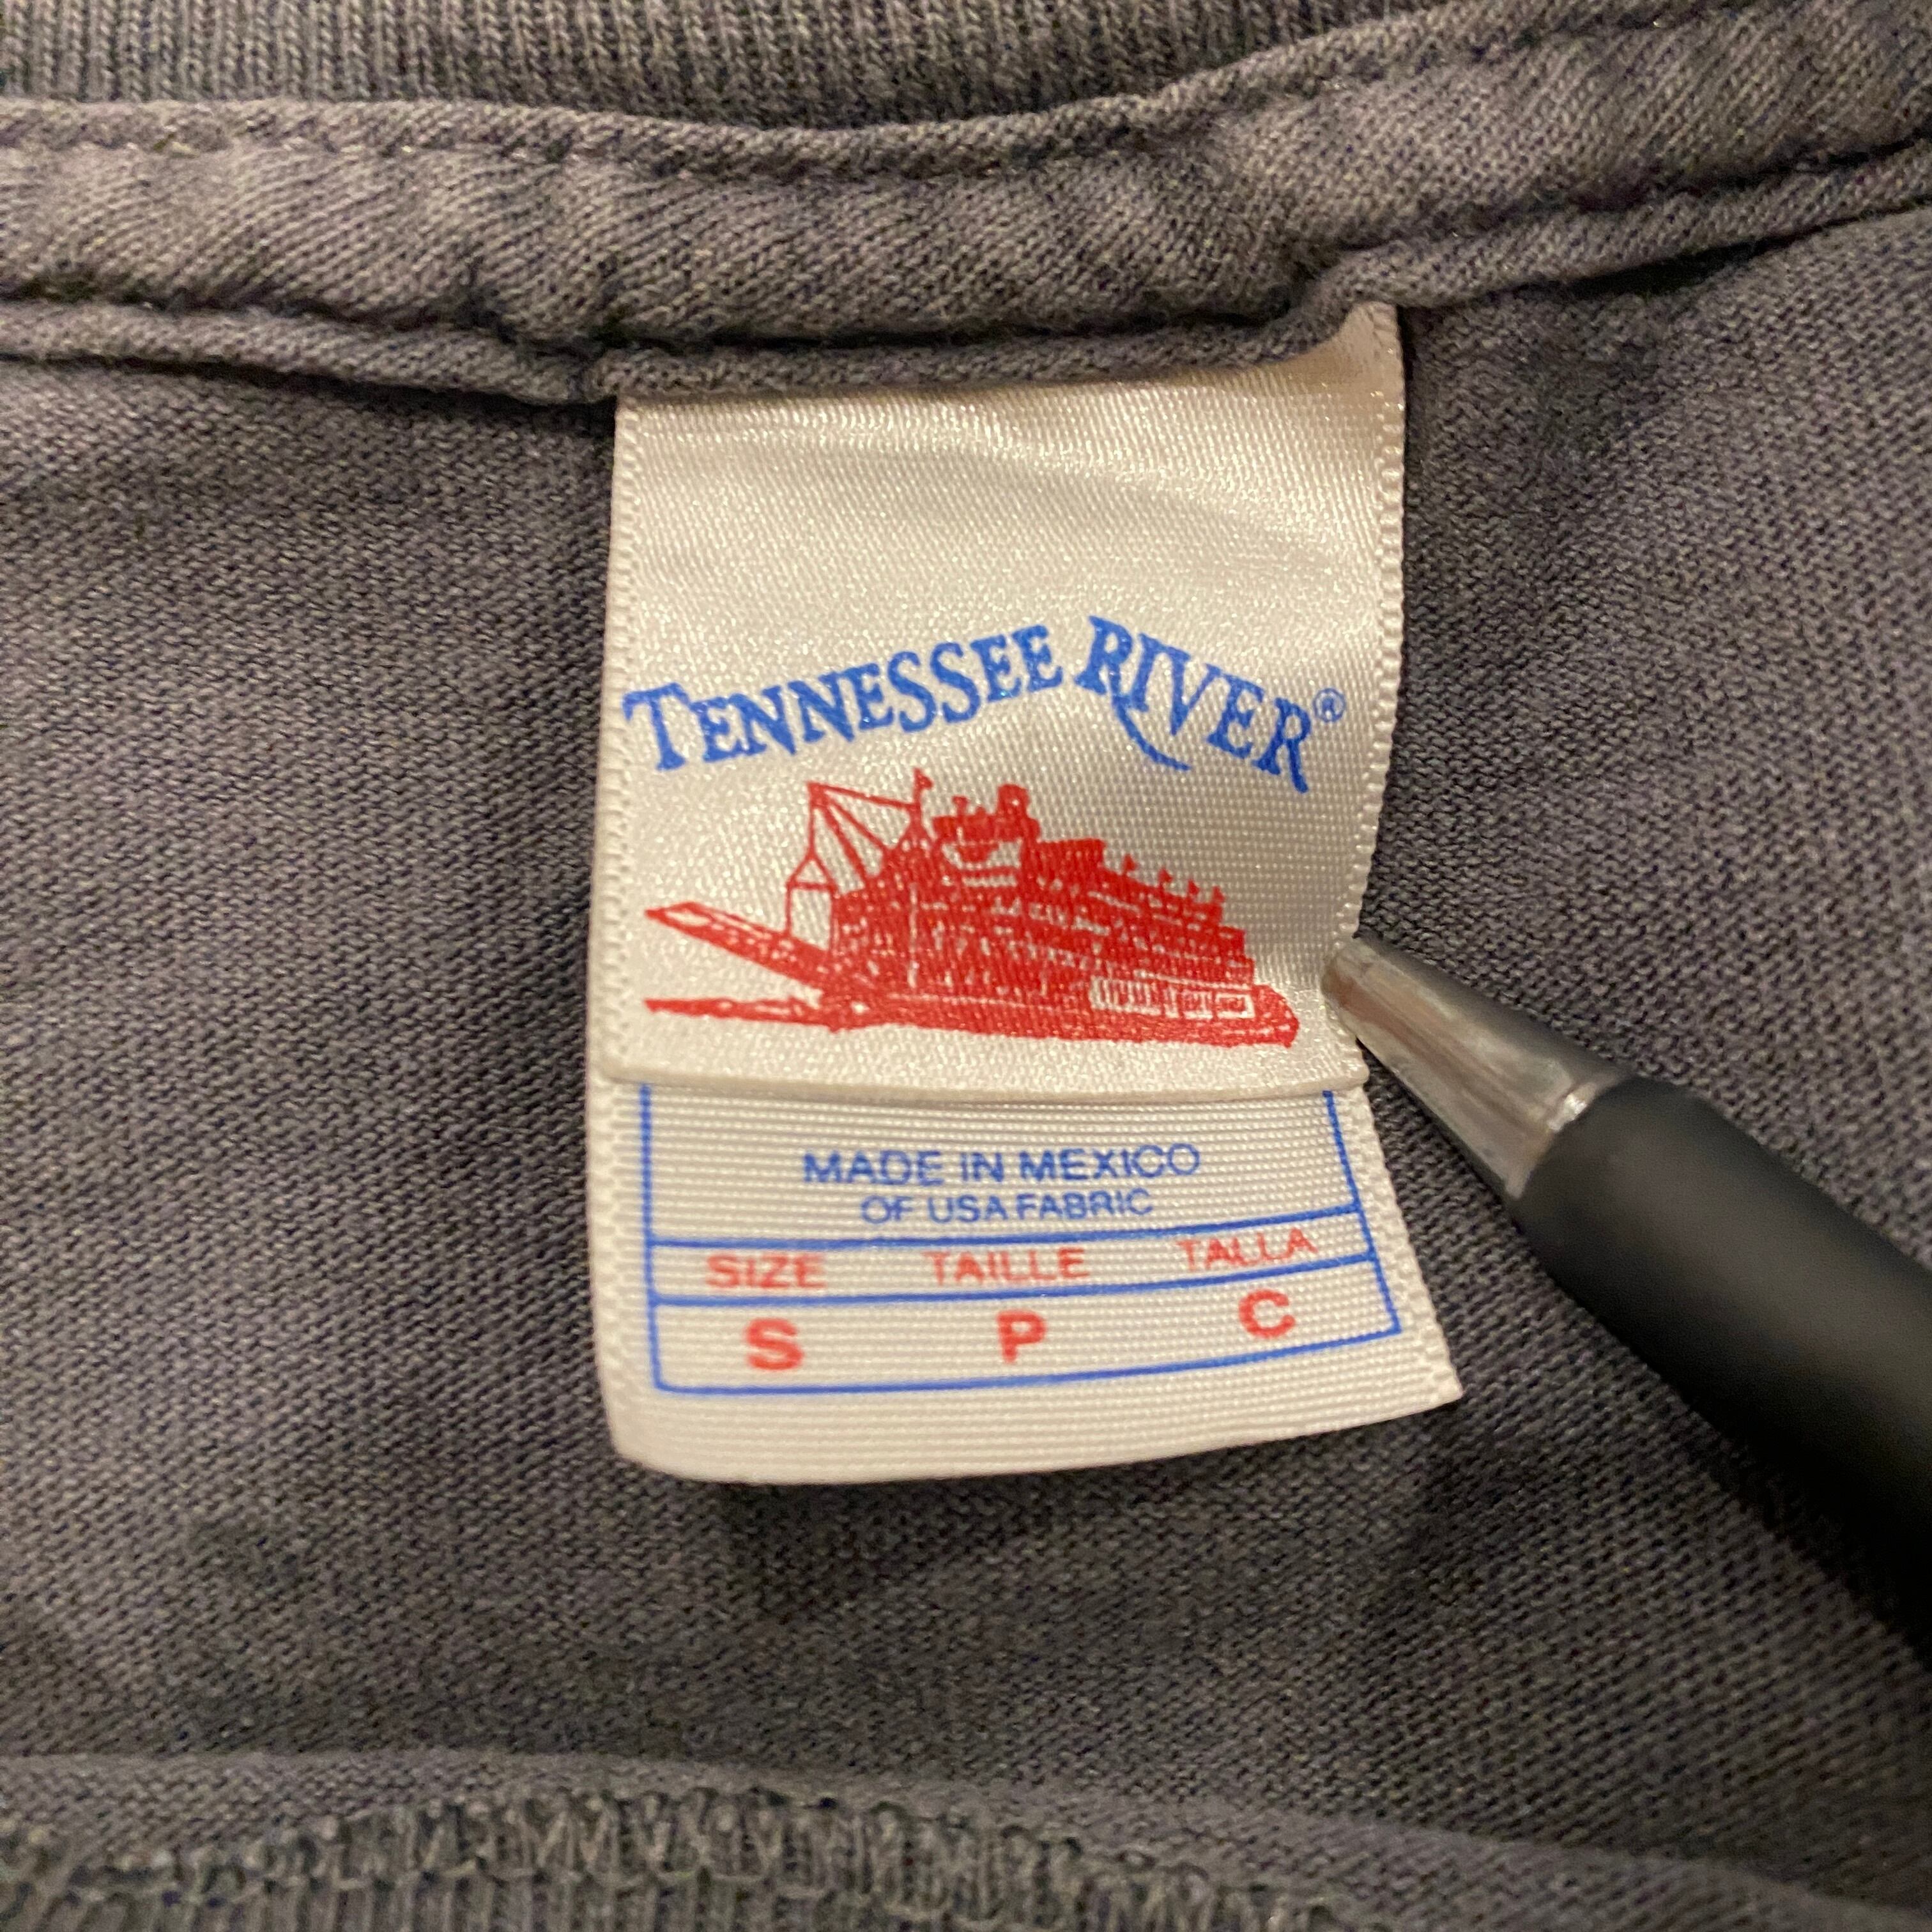 TENNESSEE RIVER®
MADE IN MEXICO
OF USA FABRIC
SIZE TAILLE TALLA
S P C